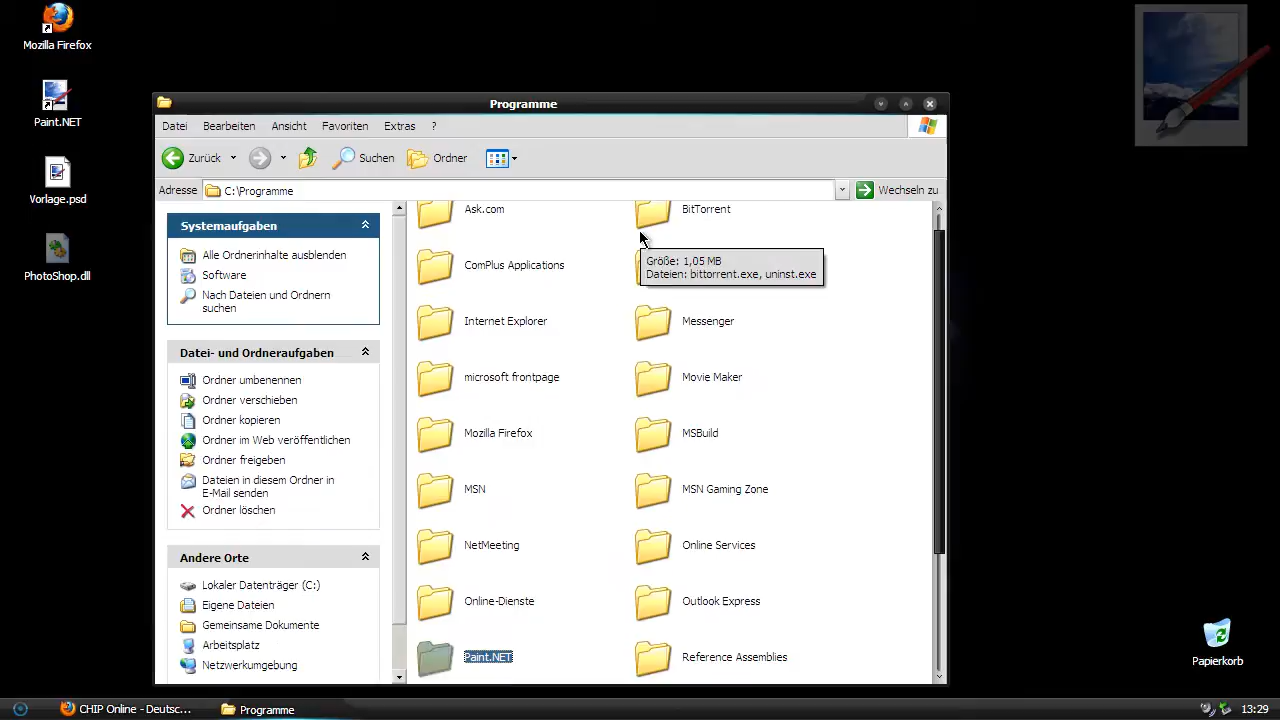 Mozilla Firefox
Paint.NET
Vorlage.psd
PhotoShop.dll
Programme
Datei Bearbeiten Ansicht Favoriten Extras ?
Zurück Suchen Ordner
Adresse C:\Programme Wechseln zu
Systemaufgaben
Alle Ordnerinhalte ausblenden
Software
Nach Dateien und Ordnern
suchen
Datei- und Ordneraufgaben
Ordner umbenennen
Ordner verschieben
Ordner kopieren
Ordner im Web veröffentlichen
Ordner freigeben
Dateien in diesem Ordner in
E-Mail senden
Ordner löschen
Andere Orte
Lokaler Datenträger (C:)
Eigene Dateien
Gemeinsame Dokumente
Arbeitsplatz
Netzwerkumgebung
Ask.com BitTorrent
Größe: 1,05 MB
Dateien: bittorrent.exe, uninst.exe
ComPlus Applications
Internet Explorer Messenger
microsoft frontpage Movie Maker
Mozilla Firefox MSBuild
MSN MSN Gaming Zone
NetMeeting Online Services
Online-Dienste Outlook Express
Paint.NET Reference Assemblies
Papierkorb
CHIP Online - Deutsc... Programme 13:29